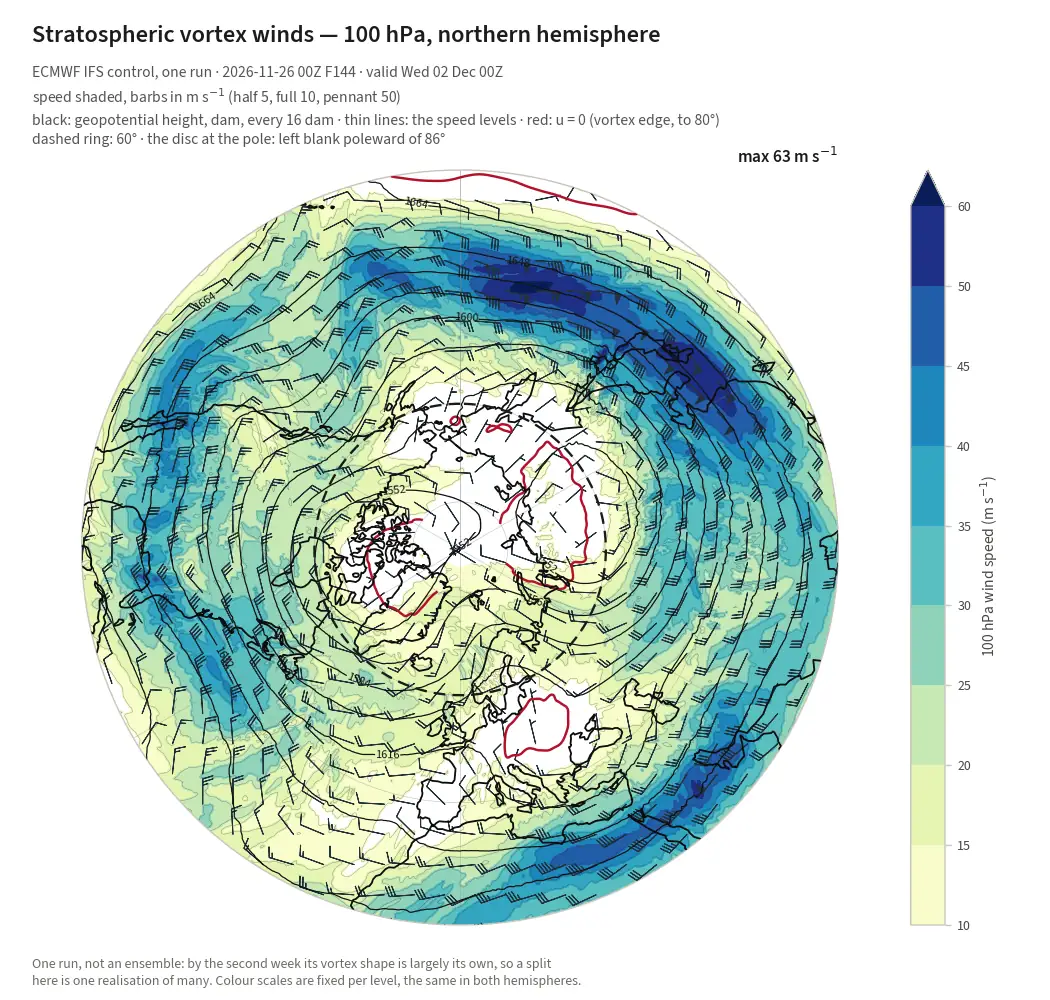 Stratospheric vortex winds — 100 hPa, northern hemisphere
ECMWF IFS control, one run · 2026-11-26 00Z F144 · valid Wed 02 Dec 00Z
speed shaded, barbs in m s⁻¹ (half 5, full 10, pennant 50)
black: geopotential height, dam, every 16 dam · thin lines: the speed levels · red: u = 0 (vortex edge, to 80°)
dashed ring: 60° · the disc at the pole: left blank poleward of 86°
max 63 m s⁻¹
1664
1648
1664
1600
1552
1584
1616
60
50
45
40
35
30
25
20
15
10
100 hPa wind speed (m s⁻¹)
One run, not an ensemble: by the second week its vortex shape is largely its own, so a split
here is one realisation of many. Colour scales are fixed per level, the same in both hemispheres.